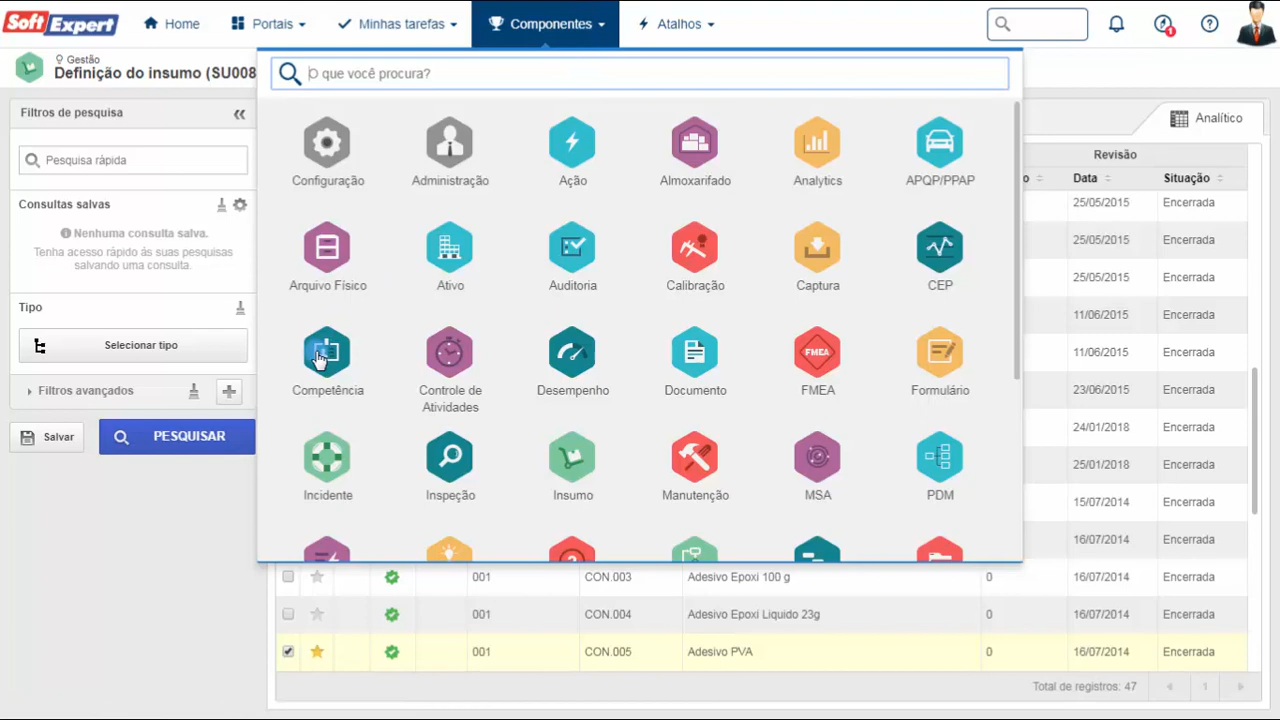 SoftExpert
Home
Portais
Minhas tarefas
Componentes
Atalhos
Gestão
Definição do insumo (SU008
O que você procura?
Filtros de pesquisa
Pesquisa rápida
Consultas salvas
Nenhuma consulta salva.
Tenha acesso rápido ás suas pesquisas
salvando uma consulta.
Tipo
Selecionar tipo
Filtros avançados
Salvar
PESQUISAR
Configuração
Administração
Ação
Almoxarifado
Analytics
APQP/PPAP
Arquivo Físico
Ativo
Auditoria
Calibração
Captura
CEP
Competência
Controle de
Atividades
Desempenho
Documento
FMEA
FMEA
Formulário
Incidente
Inspeção
Insumo
Manutenção
MSA
PDM
Analítico
Revisão
o Data Situação
25/05/2015 Encerrada
25/05/2015 Encerrada
25/05/2015 Encerrada
11/06/2015 Encerrada
11/06/2015 Encerrada
23/06/2015 Encerrada
24/01/2018 Encerrada
25/01/2018 Encerrada
15/07/2014 Encerrada
16/07/2014 Encerrada
001 CON.003 Adesivo Epoxi 100 g 0 16/07/2014 Encerrada
001 CON.004 Adesivo Epoxi Liquido 23g 0 16/07/2014 Encerrada
001 CON.005 Adesivo PVA 0 16/07/2014 Encerrada
Total de registros: 47
1